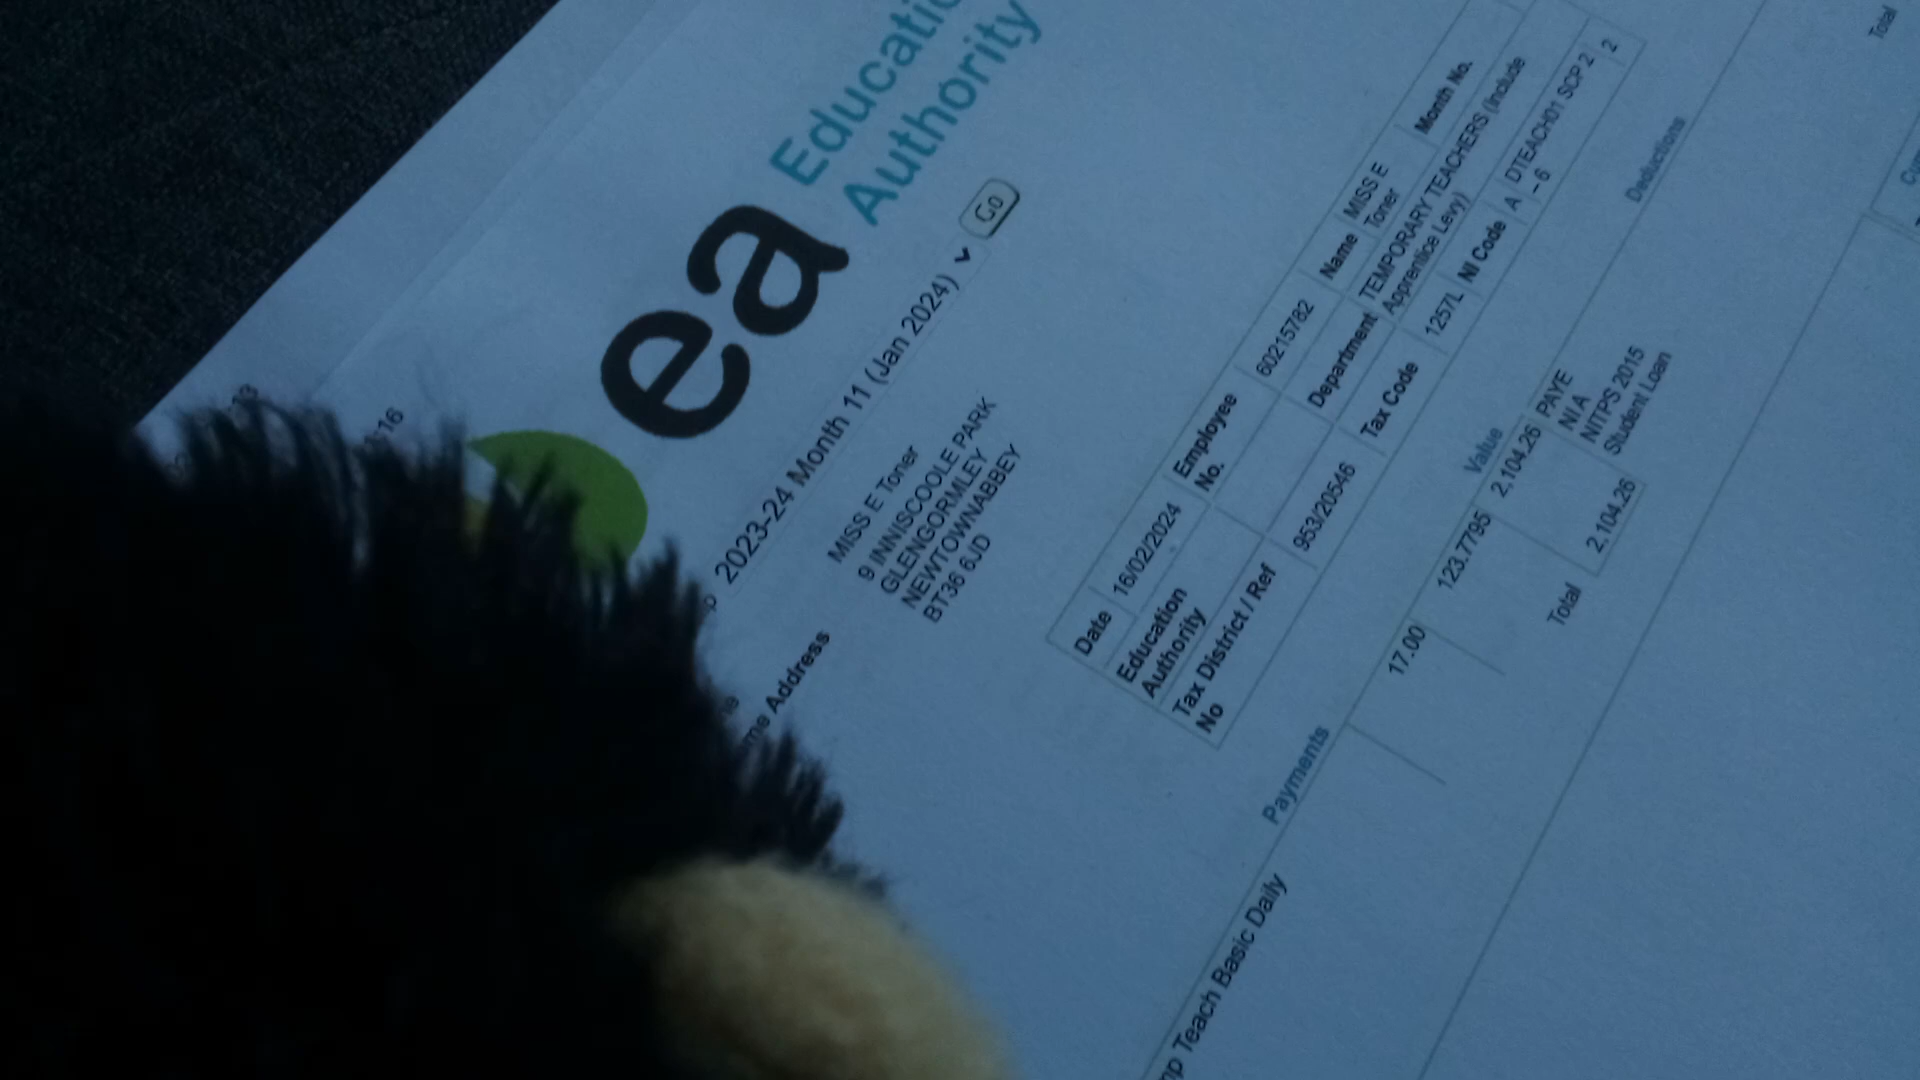 ea Education
Authority
2023-24 Month 11 (Jan 2024) Go
Address
MISS E Toner
9 INNISCOOLE PARK
GLENGORMLEY
NEWTOWNABBEY
BT36 6JD
Date 16/02/2024 Employee No. 60215782 Name MISS E Toner Month No.
Education Authority Department TEMPORARY TEACHERS (Include Apprentice Levy)
Tax District / Ref No 953/20546 Tax Code 1257L NI Code A DTEACH01 SCP 2 - 6 2
Payments Value Deductions Total
Teach Basic Daily 17.00 123.7795 2,104.26 PAYE
NI A
NITPS 2015
Student Loan
Total 2,104.26